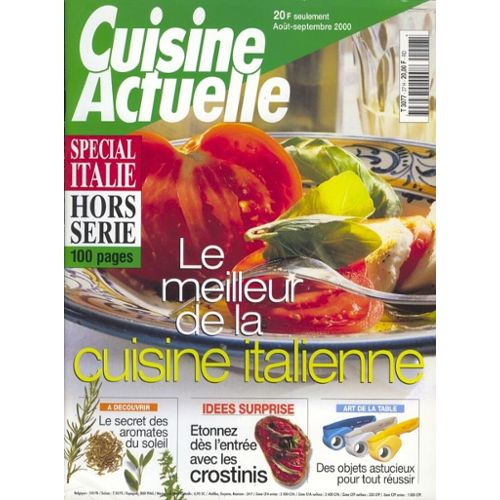 Cuisine
Actuelle
20 F seulement
Août-septembre 2000
SPECIAL
ITALIE
HORS
SERIE
100 pages
Le
meilleur
de la
cuisine italienne
A DECOUVRIR
Le secret des
aromates
du soleil
IDEES SURPRISE
Etonnez
dès l'entrée
avec les
crostinis
ART DE LA TABLE
Des objets astucieux
pour tout réussir